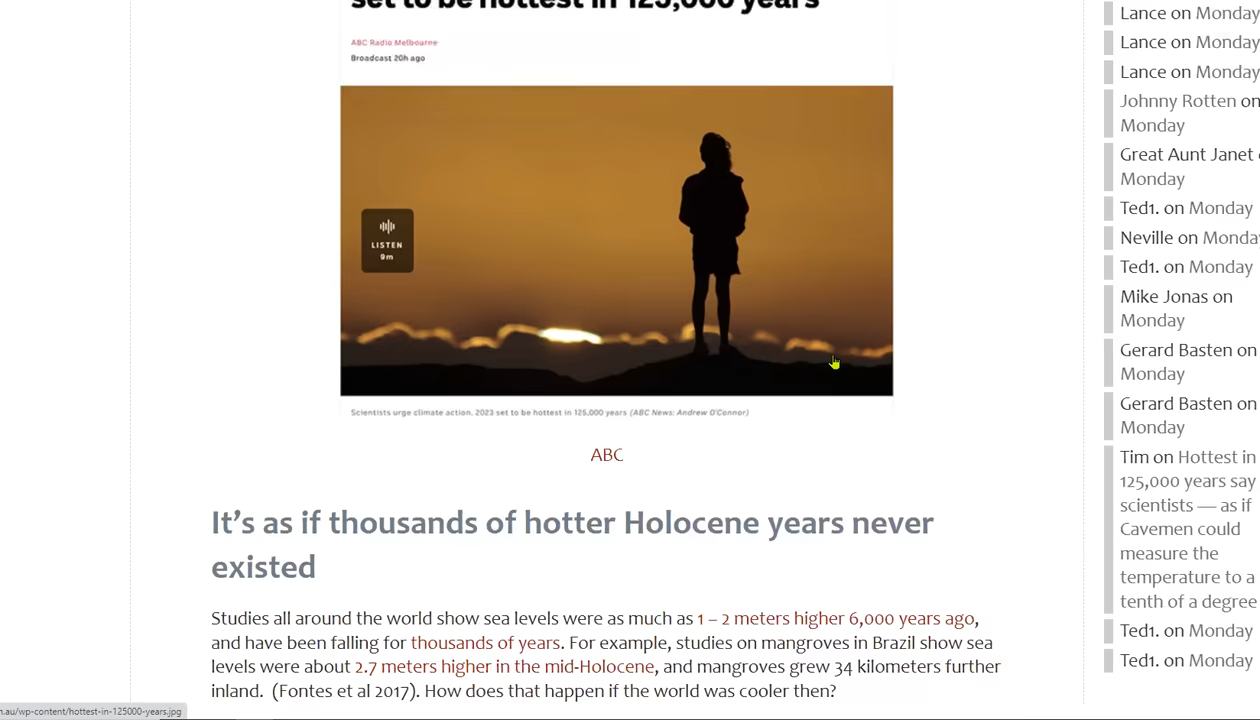 set to be hottest in 125,000 years
ABC Radio Melbourne
Broadcast 20h ago
LISTEN
9m
Scientists urge climate action, 2023 set to be hottest in 125,000 years (ABC News: Andrew O'Connor)
ABC
It's as if thousands of hotter Holocene years never
existed
Studies all around the world show sea levels were as much as 1 – 2 meters higher 6,000 years ago,
and have been falling for thousands of years. For example, studies on mangroves in Brazil show sea
levels were about 2.7 meters higher in the mid-Holocene, and mangroves grew 34 kilometers further
inland. (Fontes et al 2017). How does that happen if the world was cooler then?
Lance on Monday
Lance on Monday
Lance on Monday
Johnny Rotten on
Monday
Great Aunt Janet
Monday
Ted1. on Monday
Neville on Monday
Ted1. on Monday
Mike Jonas on
Monday
Gerard Basten on
Monday
Gerard Basten on
Monday
Tim on Hottest in
125,000 years say
scientists — as if
Cavemen could
measure the
temperature to a
tenth of a degree
Ted1. on Monday
Ted1. on Monday
n.au/wp-content/hottest-in-125000-years.jpg